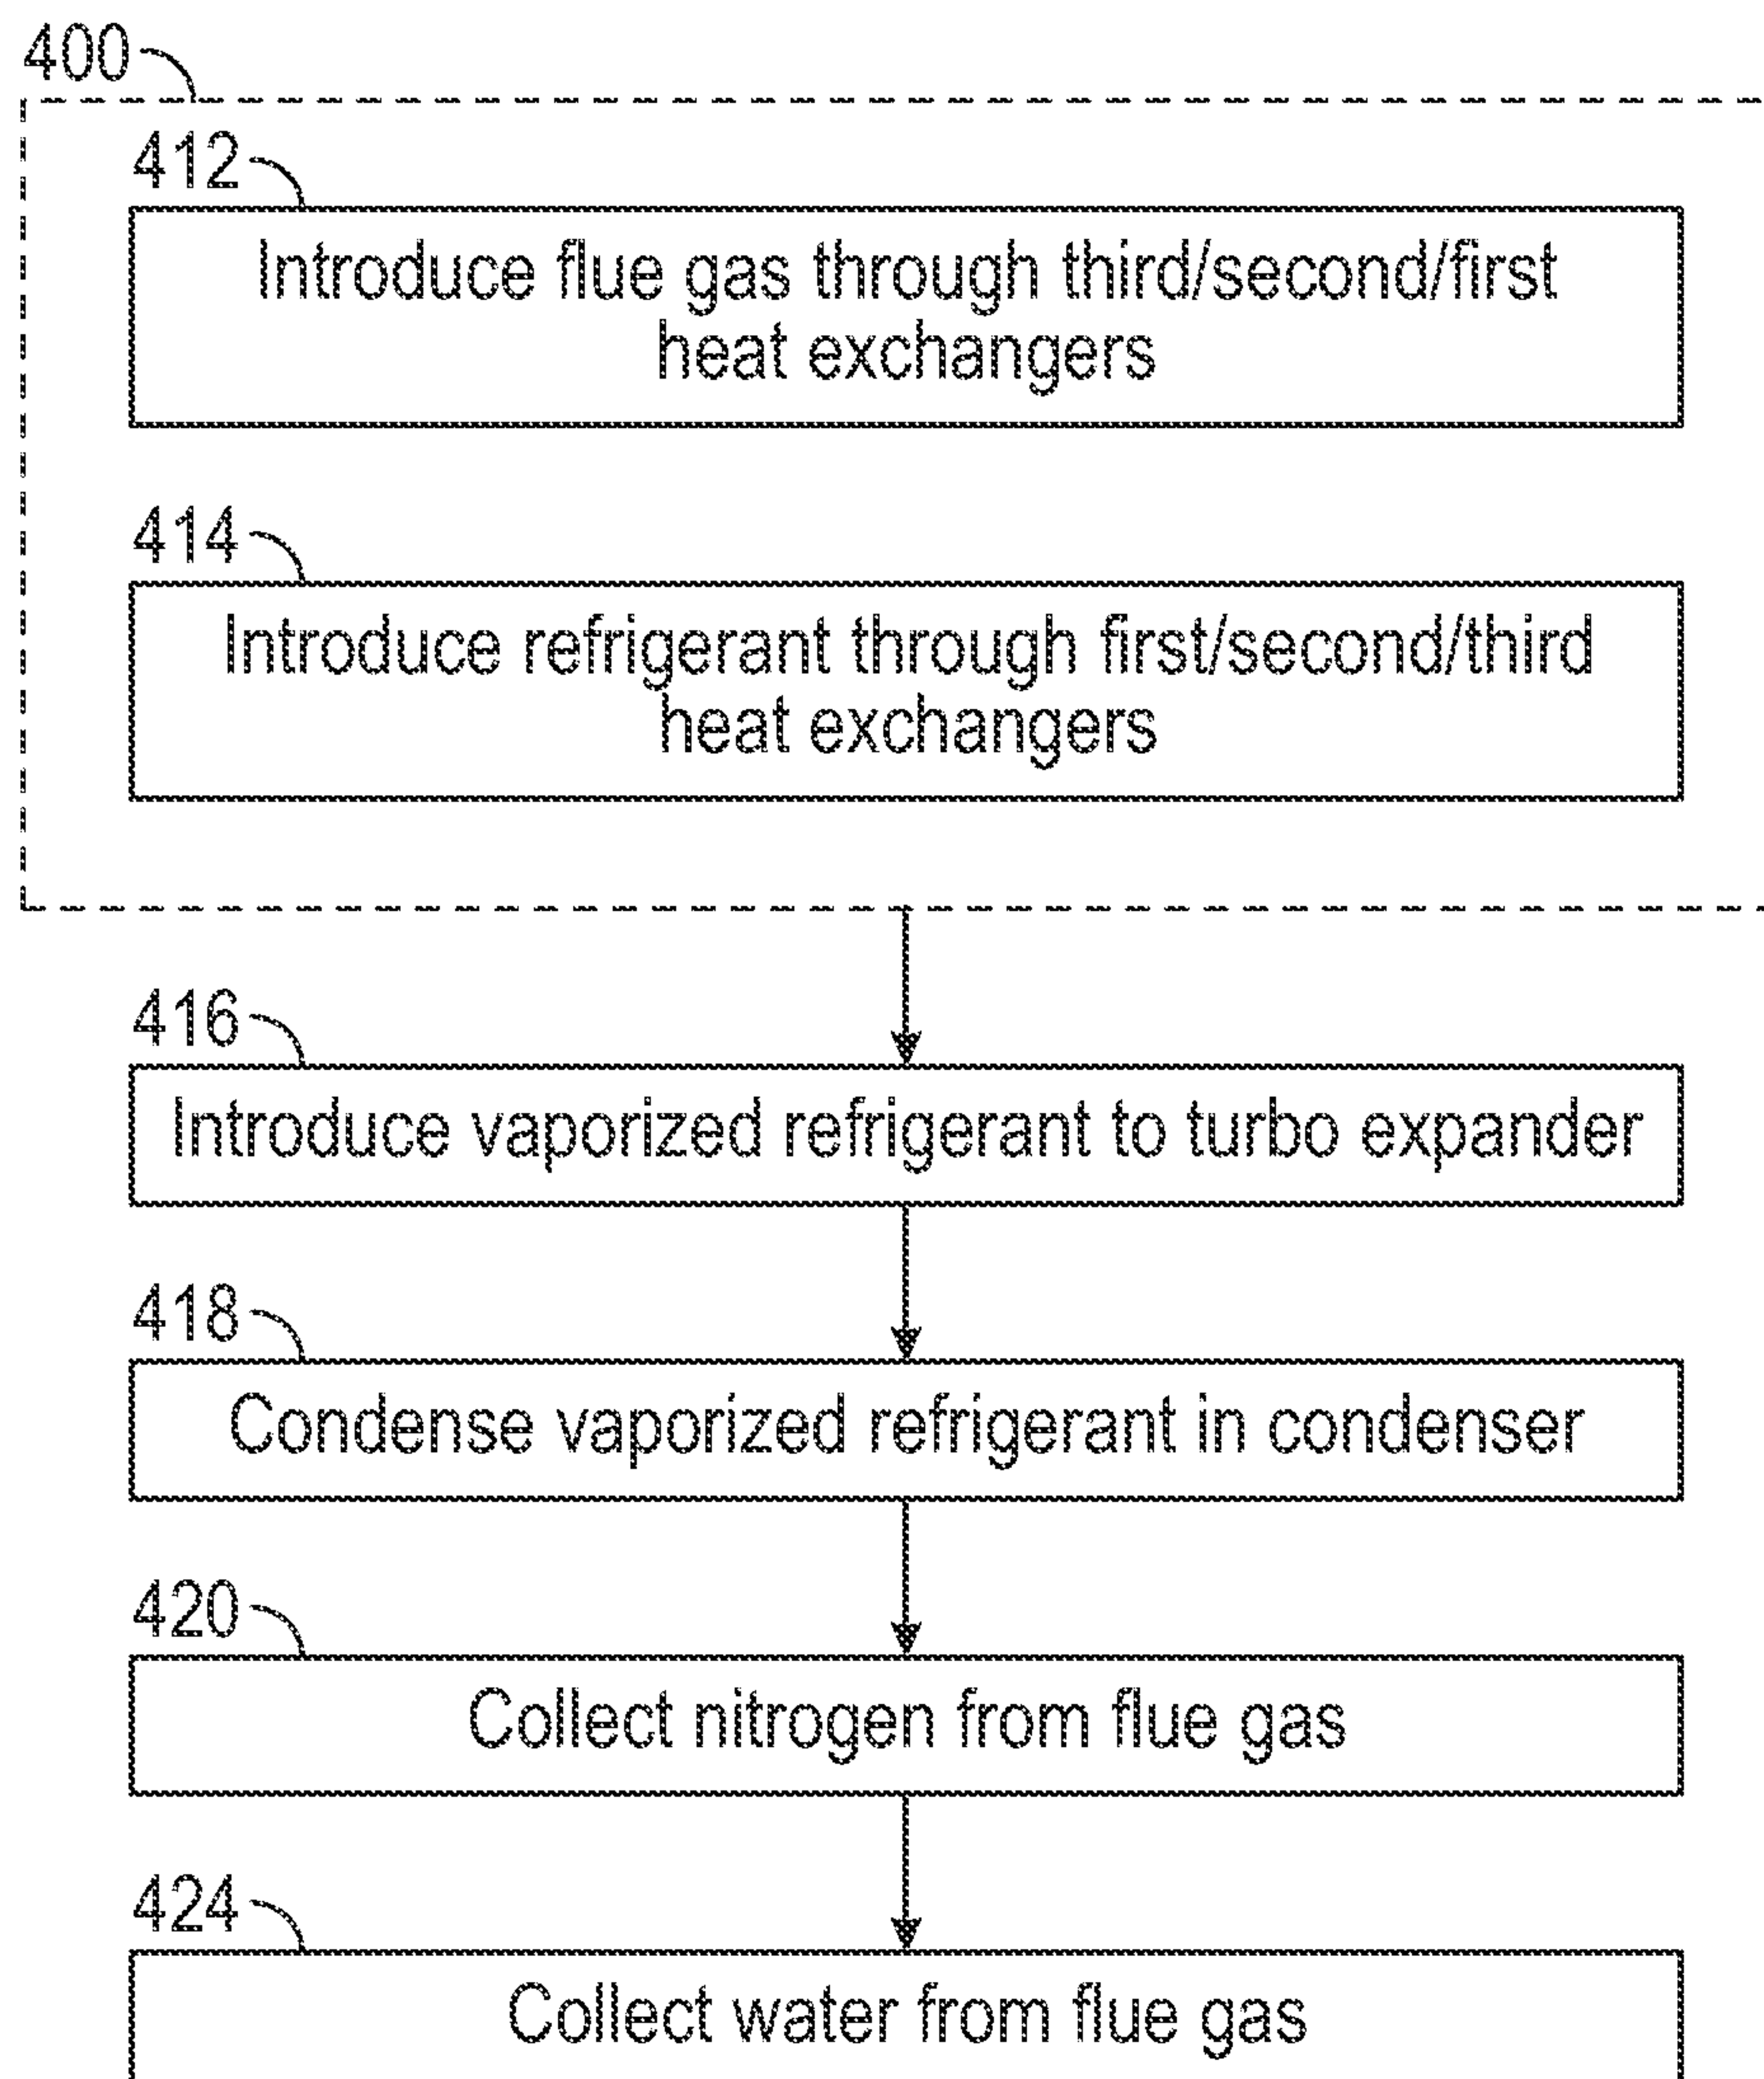 400
412
Introduce flue gas through third/second/first
heat exchangers
414
Introduce refrigerant through first/second/third
heat exchangers
416
Introduce vaporized refrigerant to turbo expander
418
Condense vaporized refrigerant in condenser
420
Collect nitrogen from flue gas
424
Collect water from flue gas